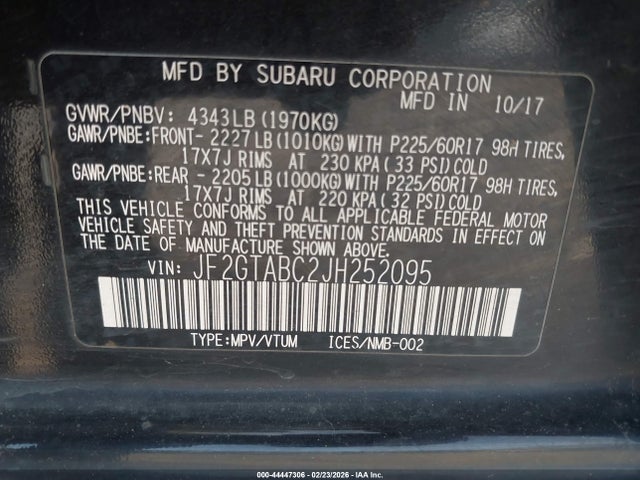 MFD BY SUBARU CORPORATION
MFD IN 10/17
GVWR/PNBV: 4343LB(1970KG)
GAWR/PNBE:FRONT- 2227LB(1010KG)WITH P225/60R17 98H TIRES,
17X7J RIMS AT 230 KPA(33 PSI)COLD
GAWR/PNBE:REAR - 2205LB(1000KG)WITH P225/60R17 98H TIRES,
17X7J RIMS AT 220 KPA(32 PSI)COLD
THIS VEHICLE CONFORMS TO ALL APPLICABLE FEDERAL MOTOR
VEHICLE SAFETY AND THEFT PREVENTION STANDARDS IN EFFECT
ON THE DATE OF MANUFACTURE SHOWN ABOVE.
VIN: JF2GTABC2JH252095
TYPE:MPV/VTUM ICES/NMB-002
000-44447306 - 02/23/2026 - IAA Inc.